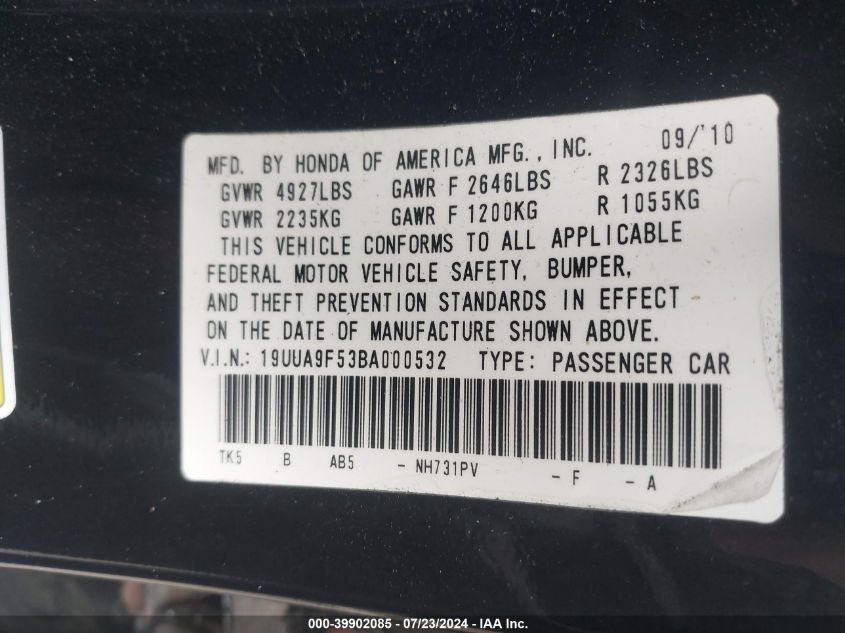 MFD. BY HONDA OF AMERICA MFG., INC. 09/'10
GVWR 4927LBS GAWR F 2646LBS R 2326LBS
GVWR 2235KG GAWR F 1200KG R 1055KG
THIS VEHICLE CONFORMS TO ALL APPLICABLE
FEDERAL MOTOR VEHICLE SAFETY, BUMPER,
AND THEFT PREVENTION STANDARDS IN EFFECT
ON THE DATE OF MANUFACTURE SHOWN ABOVE.
V.I.N.: 19UUA9F53BA000532 TYPE: PASSENGER CAR
TK5 B AB5 - NH731PV - F - A
000-39902085 - 07/23/2024 - IAA Inc.